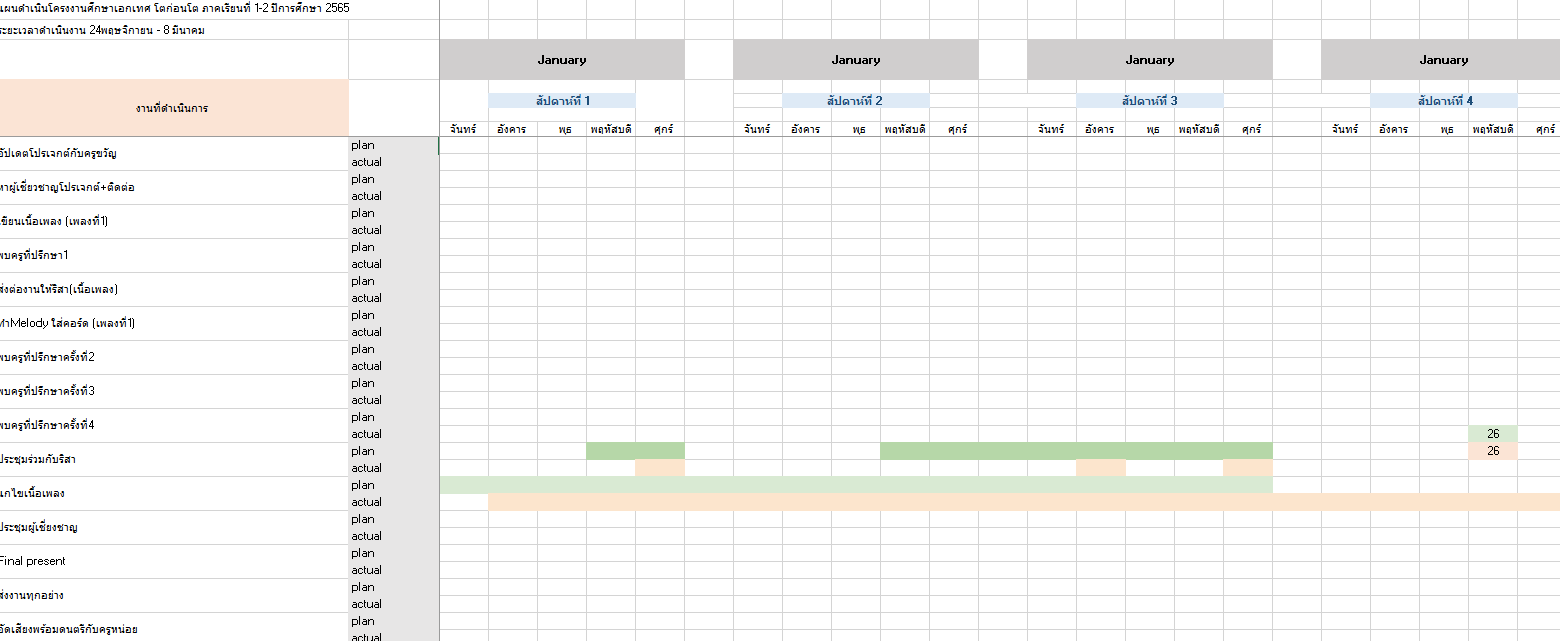 แผนดำเนินโครงงานศึกษาเอกเทศ โตก่อนโต ภาคเรียนที่ 1-2 ปีการศึกษา 2565
ระยะเวลาดำเนินงาน 24พฤษจิกายน - 8 มีนาคม
January January January January
งานที่ดำเนินการ
สัปดาห์ที่ 1 สัปดาห์ที่ 2 สัปดาห์ที่ 3 สัปดาห์ที่ 4
จันทร์ อังคาร พุธ พฤหัสบดี ศุกร์ จันทร์ อังคาร พุธ พฤหัสบดี ศุกร์ จันทร์ อังคาร พุธ พฤหัสบดี ศุกร์ จันทร์ อังคาร พุธ พฤหัสบดี ศุกร์
อัปเดตโปรเจกต์กับครูขวัญ
plan
actual
หาผู้เชี่ยวชาญโปรเจกต์+ติดต่อ
plan
actual
เขียนเนื้อเพลง (เพลงที่1)
plan
actual
พบครูที่ปรึกษา1
plan
actual
ส่งต่องานให้ริสา(เนื้อเพลง)
plan
actual
ทำMelody ใส่คอร์ด (เพลงที่1)
plan
actual
พบครูที่ปรึกษาครั้งที่2
plan
actual
พบครูที่ปรึกษาครั้งที่3
plan
actual
พบครูที่ปรึกษาครั้งที่4
plan
actual 26
ประชุมร่วมกับริสา
plan 26
actual
แกไขเนื้อเพลง
plan
actual
ประชุมผู้เชี่ยงชาญ
plan
actual
Final present
plan
actual
ส่งงานทุกอย่าง
plan
actual
อัดเสียงพร้อมดนตรีกับครูหน่อย
plan
actual